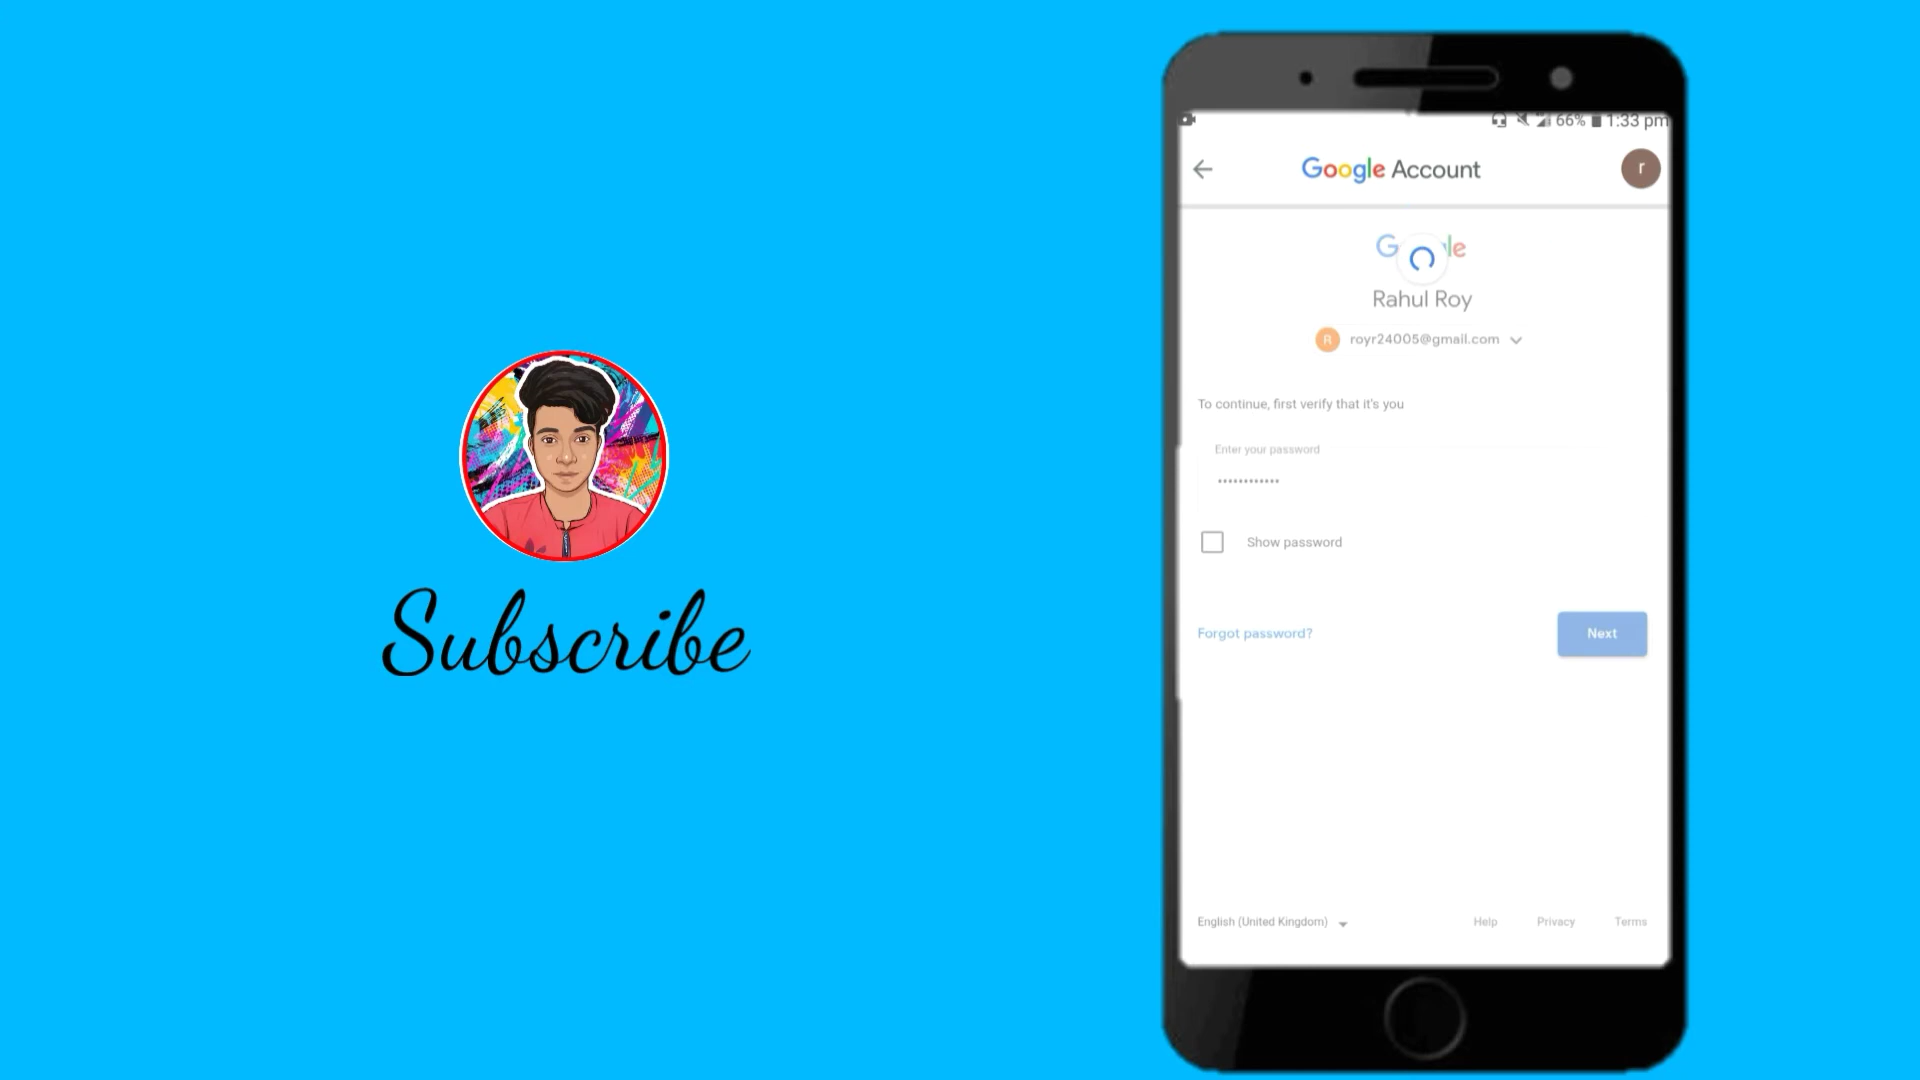 Subscribe
66% 1:33 pm
Google Account
r
Rahul Roy
R royr24005@gmail.com
To continue, first verify that it's you
Enter your password
••••••••••••
Show password
Forgot password?
Next
English (United Kingdom)
Help Privacy Terms